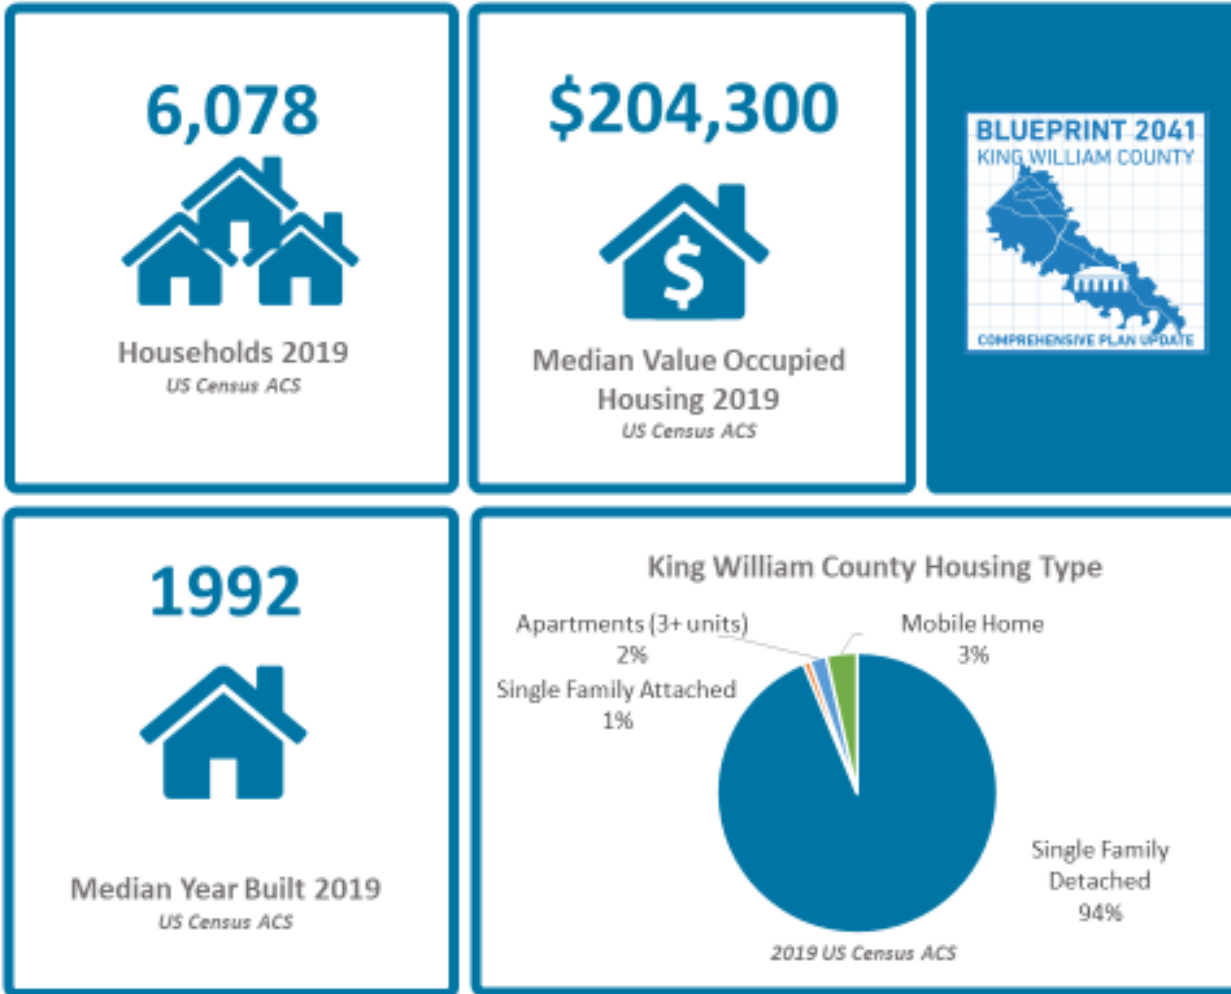 6,078
Households 2019
US Census ACS
$204,300
$
Median Value Occupied
Housing 2019
US Census ACS
BLUEPRINT 2041
KING WILLIAM COUNTY
COMPREHENSIVE PLAN UPDATE
1992
Median Year Built 2019
US Census ACS
King William County Housing Type
Apartments (3+ units)
2%
Mobile Home
3%
Single Family Attached
1%
Single Family
Detached
94%
2019 US Census ACS